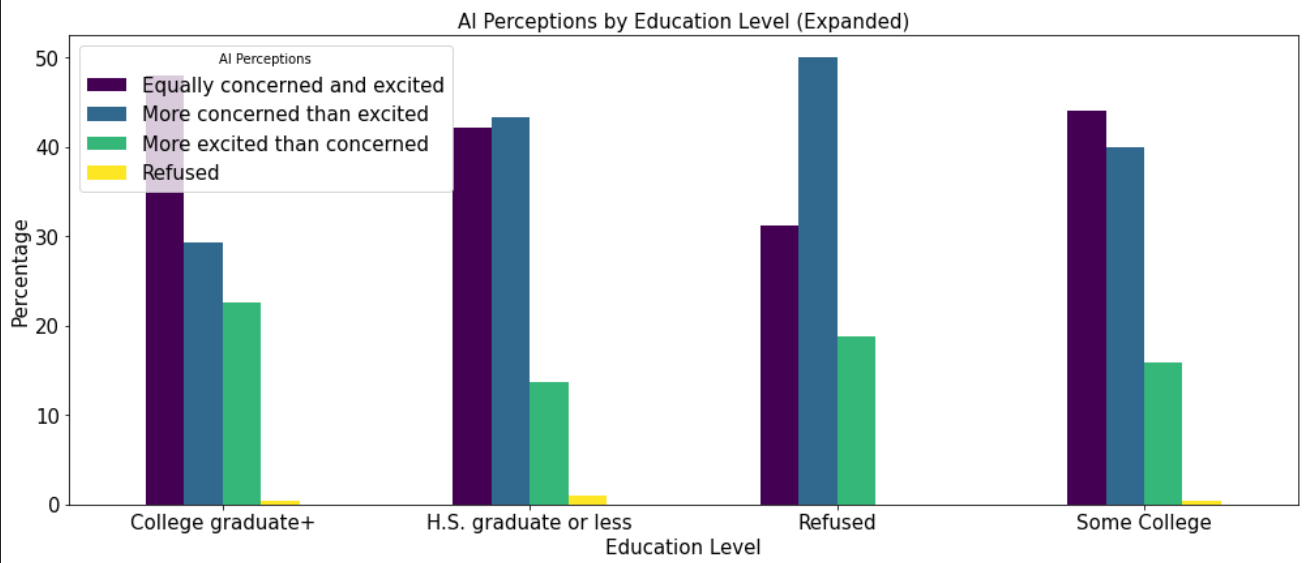 AI Perceptions by Education Level (Expanded)
AI Perceptions
Equally concerned and excited
More concerned than excited
More excited than concerned
Refused
Percentage
50
40
30
20
10
0
College graduate+ H.S. graduate or less Refused Some College
Education Level